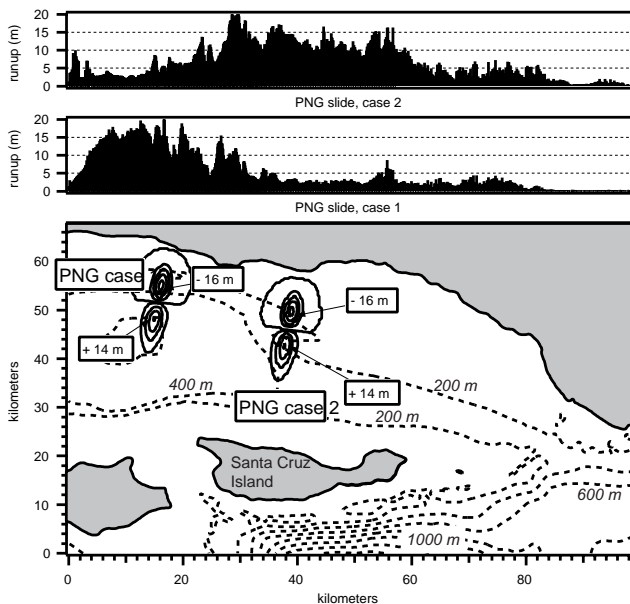 20
15
10
5
0
runup (m)
PNG slide, case 2
20
15
10
5
0
runup (m)
PNG slide, case 1
60
50
40
30
20
10
0
kilometers
PNG case
- 16 m
+ 14 m
- 16 m
+ 14 m
400 m
200 m
PNG case 2
200 m
Santa Cruz
Island
600 m
1000 m
0 20 40 60 80
kilometers